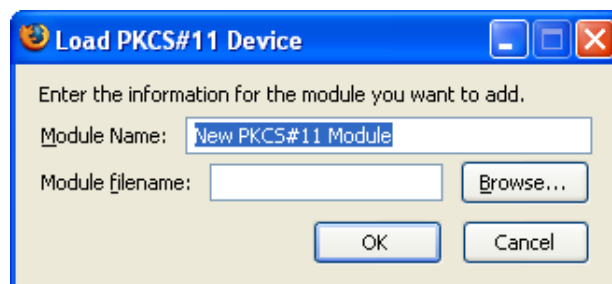 Load PKCS#11 Device
Enter the information for the module you want to add.
Module Name: New PKCS#11 Module
Module filename: Browse...
OK Cancel